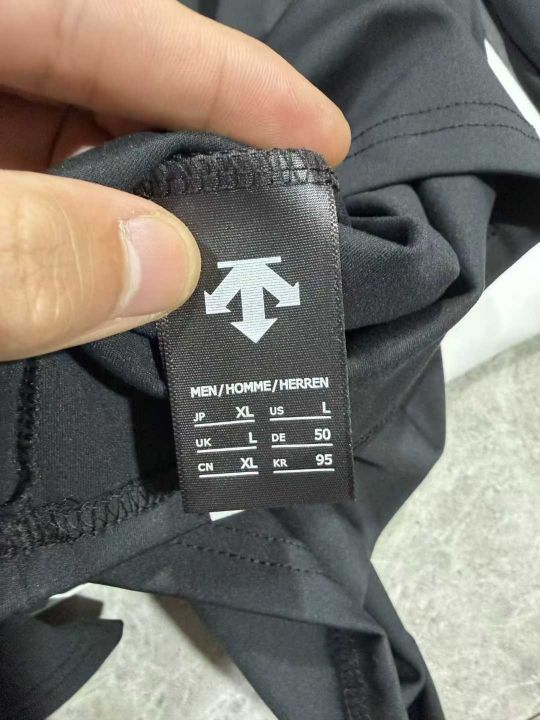 MEN/HOMME/HERREN
JP XL US L
UK L DE 50
CN XL KR 95